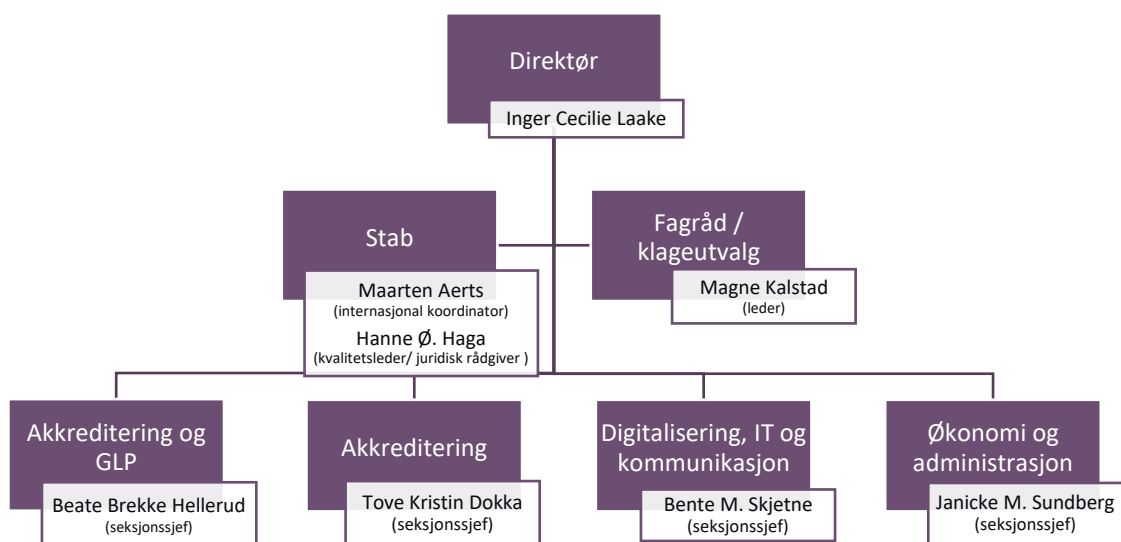 Direktør
Inger Cecilie Laake
Stab
Maarten Aerts
(internasjonal koordinator)
Hanne Ø. Haga
(kvalitetsleder/ juridisk rådgiver )
Fagråd /
klageutvalg
Magne Kalstad
(leder)
Akkreditering og
GLP
Beate Brekke Hellerud
(seksjonssjef)
Akkreditering
Tove Kristin Dokka
(seksjonssjef)
Digitalisering, IT og
kommunikasjon
Bente M. Skjetne
(seksjonssjef)
Økonomi og
administrasjon
Janicke M. Sundberg
(seksjonssjef)